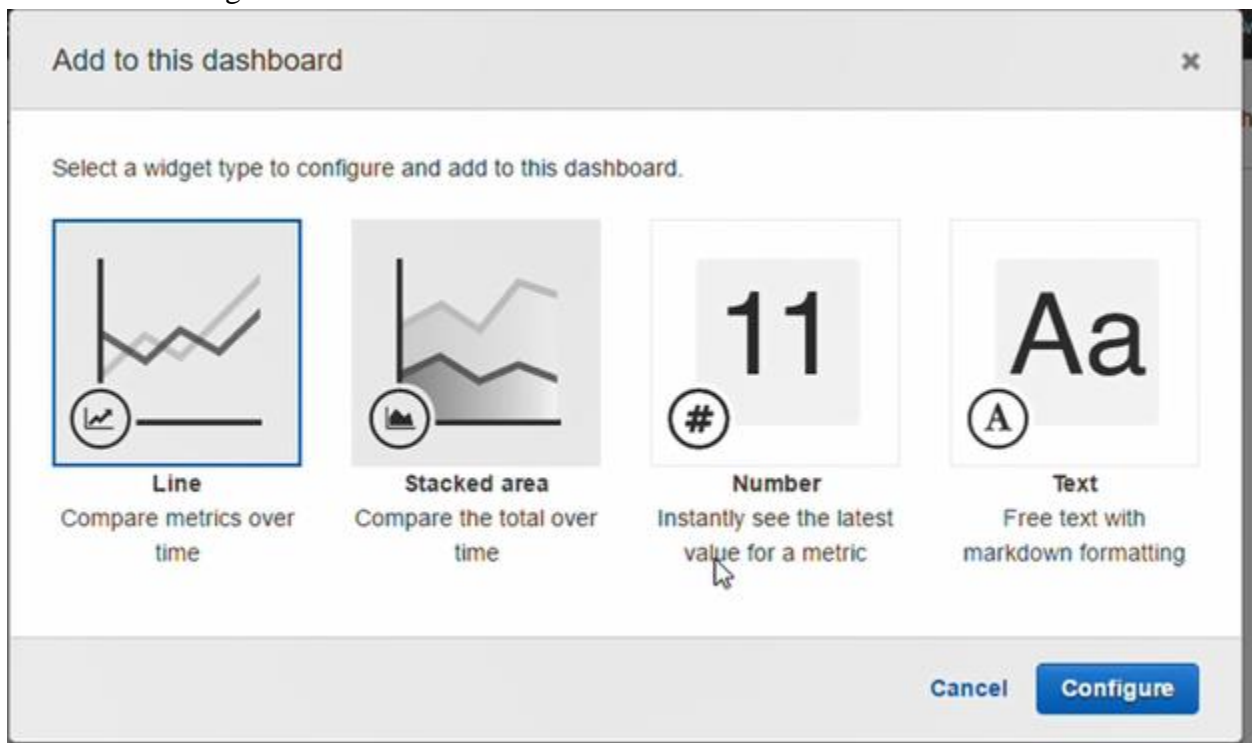 Add to this dashboard
Select a widget type to configure and add to this dashboard.
11
#
Aa
A
Line
Compare metrics over
time
Stacked area
Compare the total over
time
Number
Instantly see the latest
value for a metric
Text
Free text with
markdown formatting
Cancel
Configure